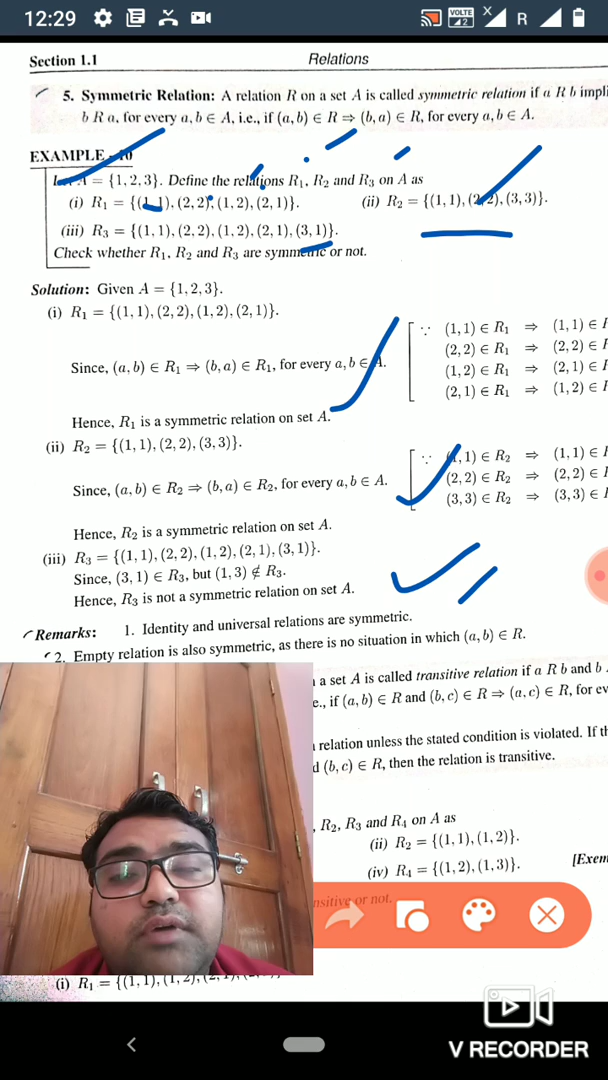 12:29
VOLTE
R
Section 1.1 Relations
5. Symmetric Relation: A relation R on a set A is called symmetric relation if a R b impli
b R a, for every a, b ∈ A, i.e., if (a, b) ∈ R ⇒ (b, a) ∈ R, for every a, b ∈ A.
EXAMPLE
= {1, 2, 3}. Define the relations R₁, R₂ and R₃ on A as
(i) R₁ = {(1, 1), (2, 2), (1, 2), (2, 1)}. (ii) R₂ = {(1, 1), (2, 2), (3, 3)}.
(iii) R₃ = {(1, 1), (2, 2), (1, 2), (2, 1), (3, 1)}.
Check whether R₁, R₂ and R₃ are symmetric or not.
Solution: Given A = {1, 2, 3}.
(i) R₁ = {(1, 1), (2, 2), (1, 2), (2, 1)}.
∵ (1, 1) ∈ R₁ ⇒ (1, 1) ∈ R
(2, 2) ∈ R₁ ⇒ (2, 2) ∈ R
Since, (a, b) ∈ R₁ ⇒ (b, a) ∈ R₁, for every a, b ∈ A. (1, 2) ∈ R₁ ⇒ (2, 1) ∈ R
(2, 1) ∈ R₁ ⇒ (1, 2) ∈ R
Hence, R₁ is a symmetric relation on set A.
(ii) R₂ = {(1, 1), (2, 2), (3, 3)}.
∵ (1, 1) ∈ R₂ ⇒ (1, 1) ∈ R
Since, (a, b) ∈ R₂ ⇒ (b, a) ∈ R₂, for every a, b ∈ A. (2, 2) ∈ R₂ ⇒ (2, 2) ∈ R
(3, 3) ∈ R₂ ⇒ (3, 3) ∈ R
Hence, R₂ is a symmetric relation on set A.
(iii) R₃ = {(1, 1), (2, 2), (1, 2), (2, 1), (3, 1)}.
Since, (3, 1) ∈ R₃, but (1, 3) ∉ R₃.
Hence, R₃ is not a symmetric relation on set A.
Remarks: 1. Identity and universal relations are symmetric.
2. Empty relation is also symmetric, as there is no situation in which (a, b) ∈ R.
a set A is called transitive relation if a R b and b
.e., if (a, b) ∈ R and (b, c) ∈ R ⇒ (a, c) ∈ R, for ev
relation unless the stated condition is violated. If th
d (b, c) ∈ R, then the relation is transitive.
, R₂, R₃ and R₄ on A as
(ii) R₂ = {(1, 1), (1, 2)}.
(iv) R₄ = {(1, 2), (1, 3)}. [Exem
nsitive or not.
(i) R₁ = {(1, 1), (1, 2), (2, 1),
V RECORDER